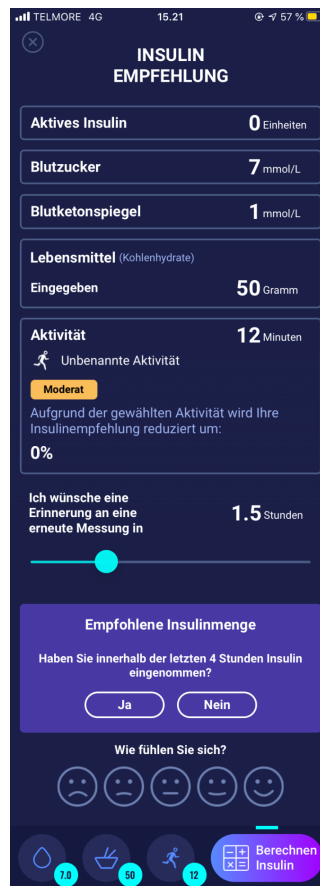 TELMORE 4G 15.21 57 %
INSULIN
EMPFEHLUNG
Aktives Insulin 0 Einheiten
Blutzucker 7 mmol/L
Blutketonspiegel 1 mmol/L
Lebensmittel (Kohlenhydrate)
Eingegeben 50 Gramm
Aktivität 12 Minuten
Unbenannte Aktivität
Moderat
Aufgrund der gewählten Aktivität wird Ihre
Insulinempfehlung reduziert um:
0%
Ich wünsche eine
Erinnerung an eine
erneute Messung in
1.5 Stunden
Empfohlene Insulinmenge
Haben Sie innerhalb der letzten 4 Stunden Insulin
eingenommen?
Ja Nein
Wie fühlen Sie sich?
7.0 50 12
Berechnen
Insulin